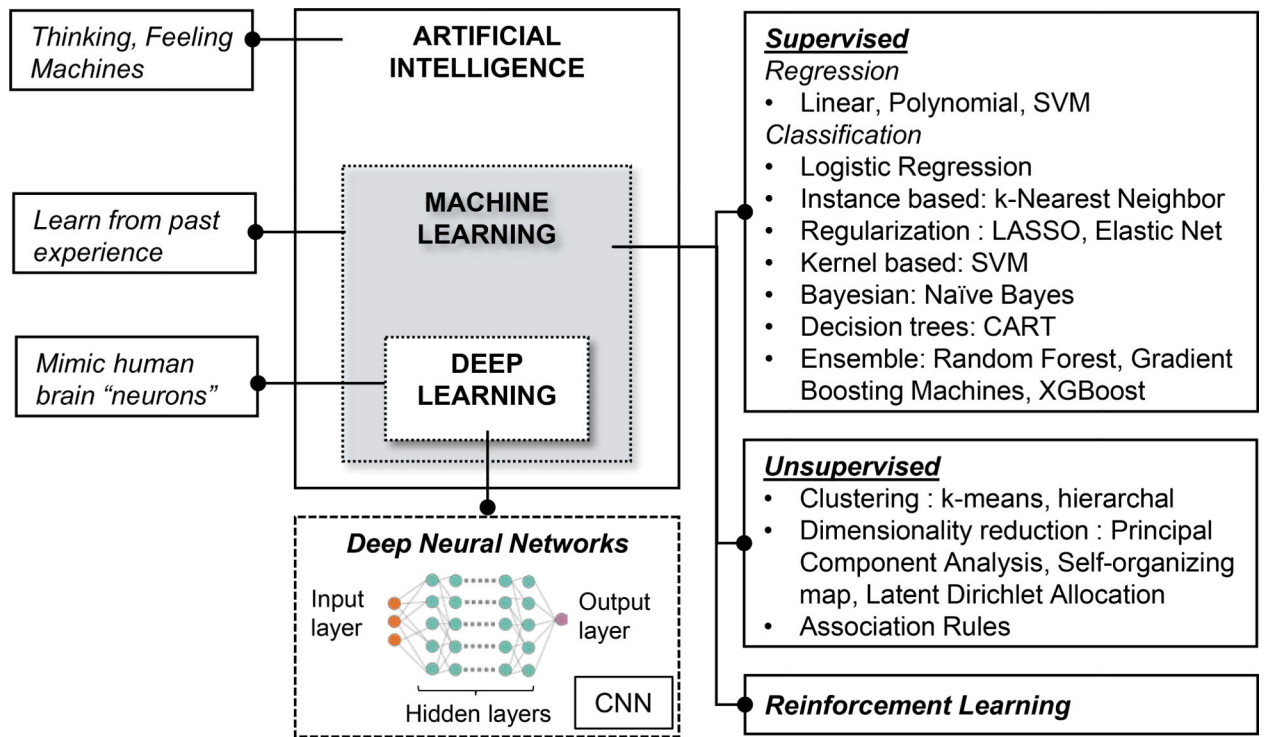 Thinking, Feeling
Machines
ARTIFICIAL
INTELLIGENCE
Learn from past
experience
MACHINE
LEARNING
Mimic human
brain “neurons”
DEEP
LEARNING
Deep Neural Networks
Input
layer
Output
layer
Hidden layers
CNN
Supervised
Regression
• Linear, Polynomial, SVM
Classification
• Logistic Regression
• Instance based: k-Nearest Neighbor
• Regularization : LASSO, Elastic Net
• Kernel based: SVM
• Bayesian: Naïve Bayes
• Decision trees: CART
• Ensemble: Random Forest, Gradient
Boosting Machines, XGBoost
Unsupervised
• Clustering : k-means, hierarchal
• Dimensionality reduction : Principal
Component Analysis, Self-organizing
map, Latent Dirichlet Allocation
• Association Rules
Reinforcement Learning